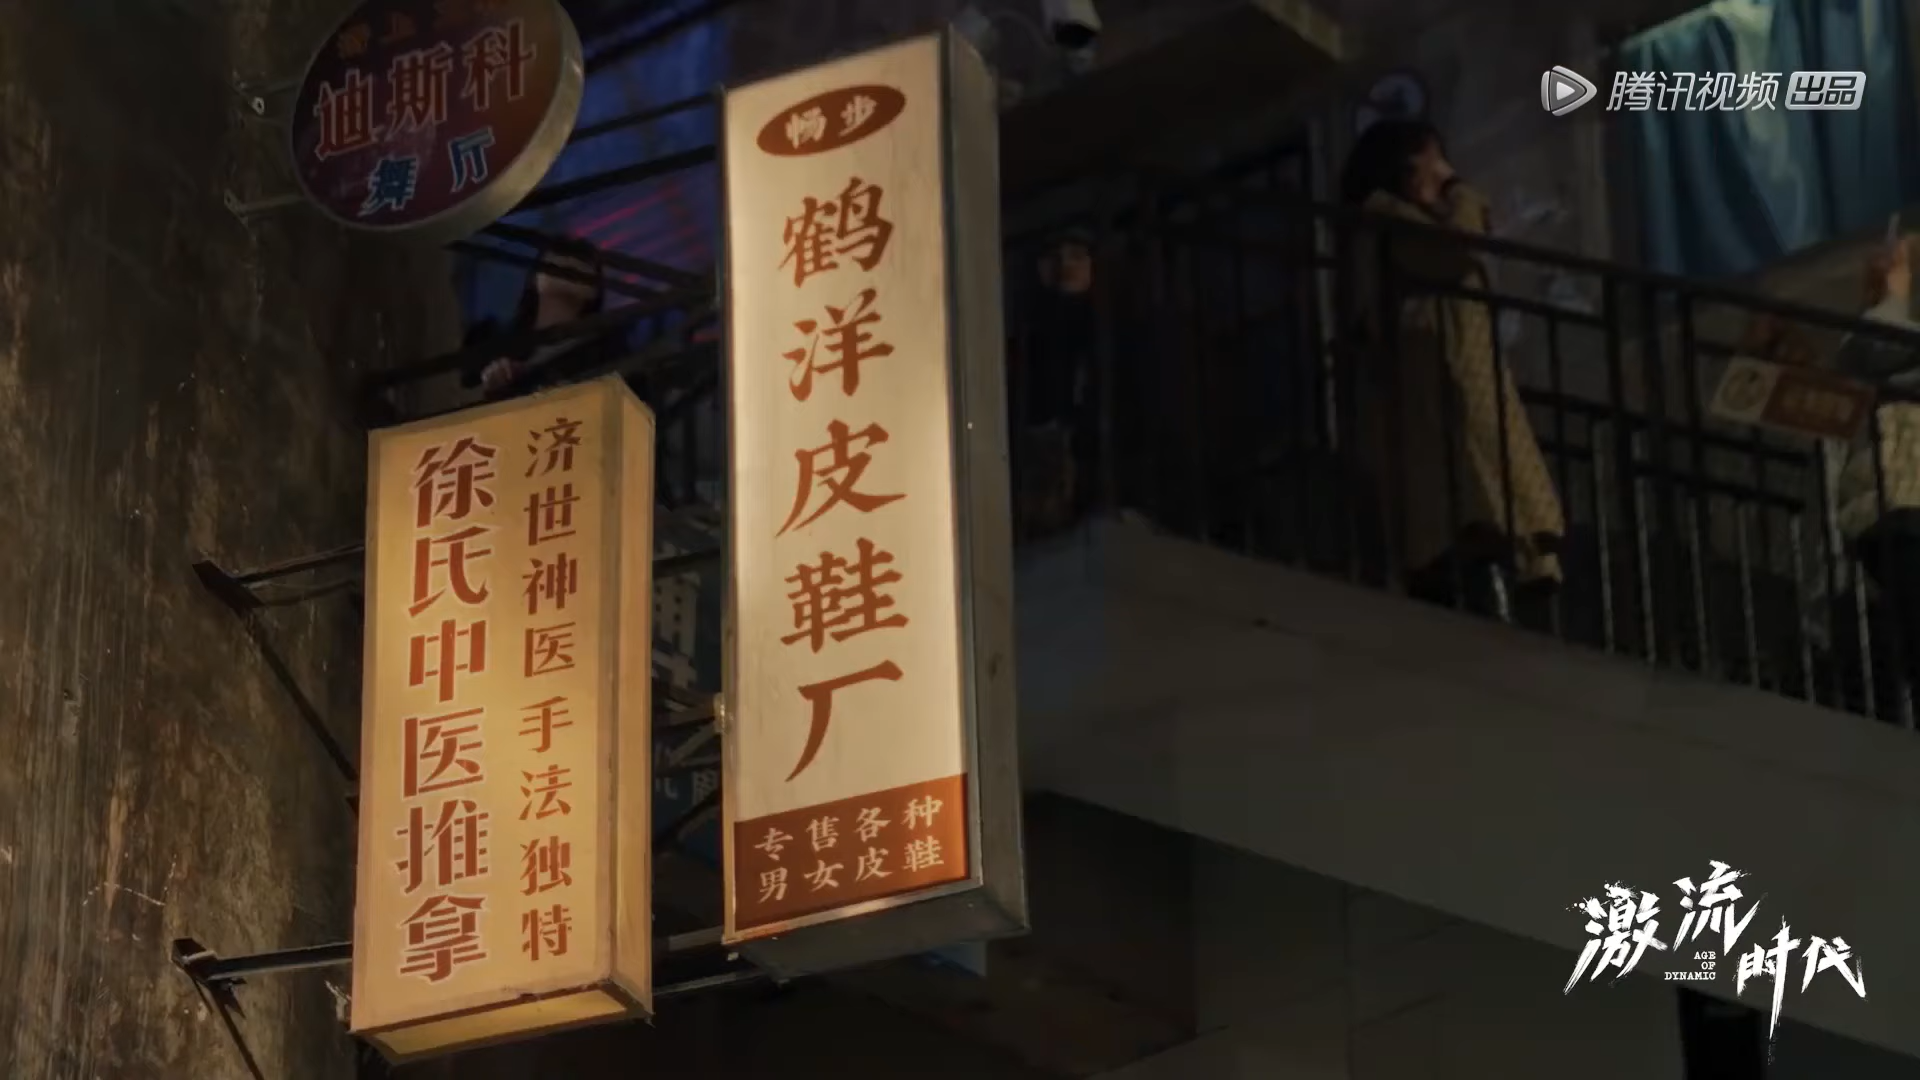 迪斯科
舞厅
畅步
鹤洋皮鞋厂
专售各种
男女皮鞋
济世神医手法独特
徐氏中医推拿
腾讯视频 出品
激流时代
AGE
OF
DYNAMIC